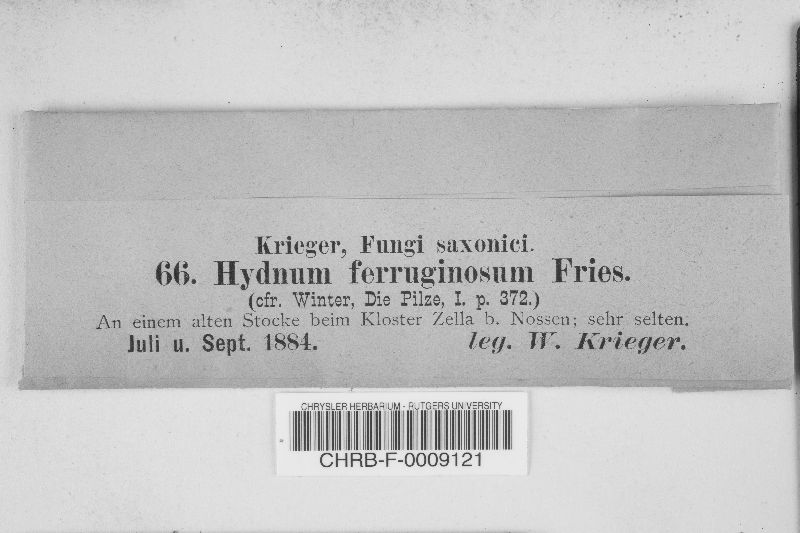 Krieger, Fungi saxonici.
66. Hydnum ferruginosum Fries.
(cfr. Winter, Die Pilze, I. p. 372.)
An einem alten Stocke beim Kloster Zella b. Nossen; sehr selten.
Juli u. Sept. 1884. leg. W. Krieger.
CHRYSLER HERBARIUM - RUTGERS UNIVERSITY
CHRB-F-0009121